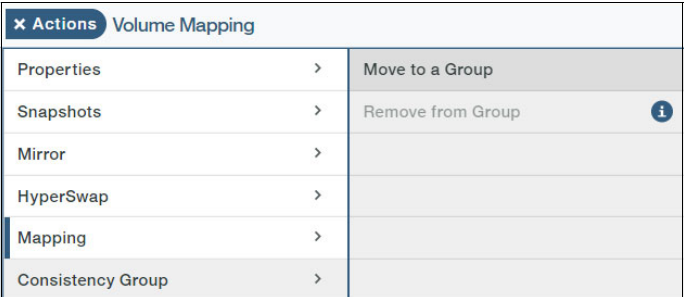 × Actions Volume Mapping
Properties > Move to a Group
Snapshots > Remove from Group i
Mirror >
HyperSwap >
Mapping >
Consistency Group >